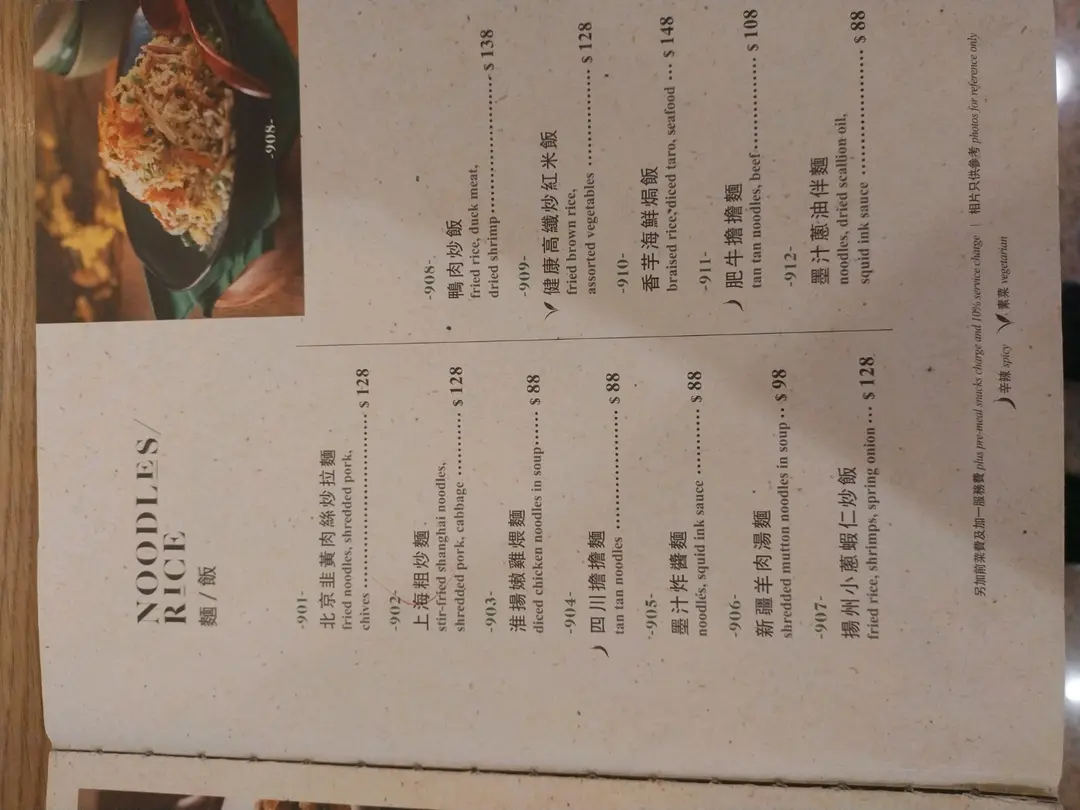 NOODLES/
RICE
麵/飯
-901-
北京韭黃肉絲炒拉麵
fried noodles, shredded pork,
chives $ 128
-902-
上海粗炒麵
stir-fried shanghai noodles,
shredded pork, cabbage $ 128
-903-
淮揚嫩雞煨麵
diced chicken noodles in soup $ 88
-904-
四川擔擔麵
tan tan noodles $ 88
-905-
墨汁炸醬麵
noodles, squid ink sauce $ 88
-906-
新疆羊肉湯麵
shredded mutton noodles in soup $ 98
-907-
揚州小蔥蝦仁炒飯
fried rice, shrimps, spring onion $ 128
-908-
-908-
鴨肉炒飯
fried rice, duck meat,
dried shrimp $ 138
-909-
健康高纖炒紅米飯
fried brown rice,
assorted vegetables $ 128
-910-
香芋海鮮焗飯
braised rice, diced taro, seafood $ 148
-911-
肥牛擔擔麵
tan tan noodles, beef $ 108
-912-
墨汁蔥油伴麵
noodles, dried scallion oil,
squid ink sauce $ 88
另加前菜費及加一服務費 plus pre-meal snacks charge and 10% service charge | 相片只供參考 photos for reference only
辛辣 spicy 素菜 vegetarian